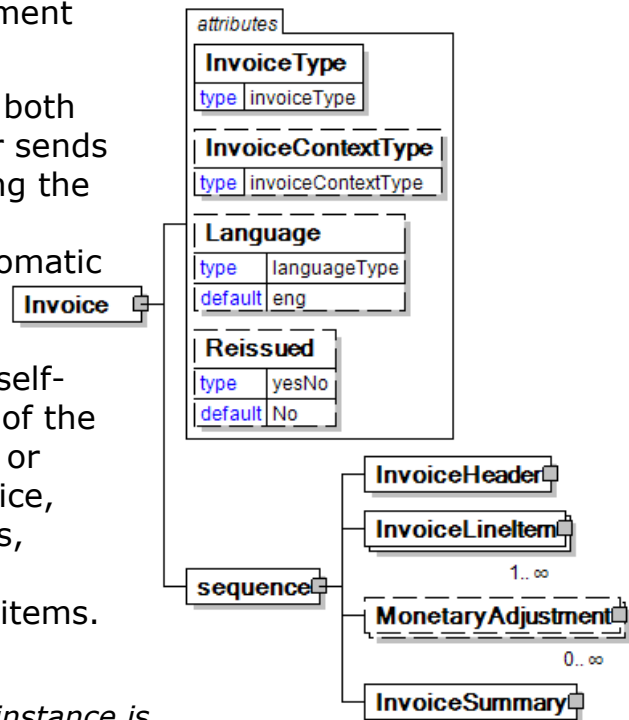 ment
both
r sends
ng the
omatic
self-
of the
or
ice,
s,
items.
instance is
attributes
InvoiceType
type invoiceType
InvoiceContextType
type invoiceContextType
Language
type languageType
default eng
Reissued
type yesNo
default No
Invoice
sequence
InvoiceHeader
InvoiceLineItem
1..∞
MonetaryAdjustment
0..∞
InvoiceSummary